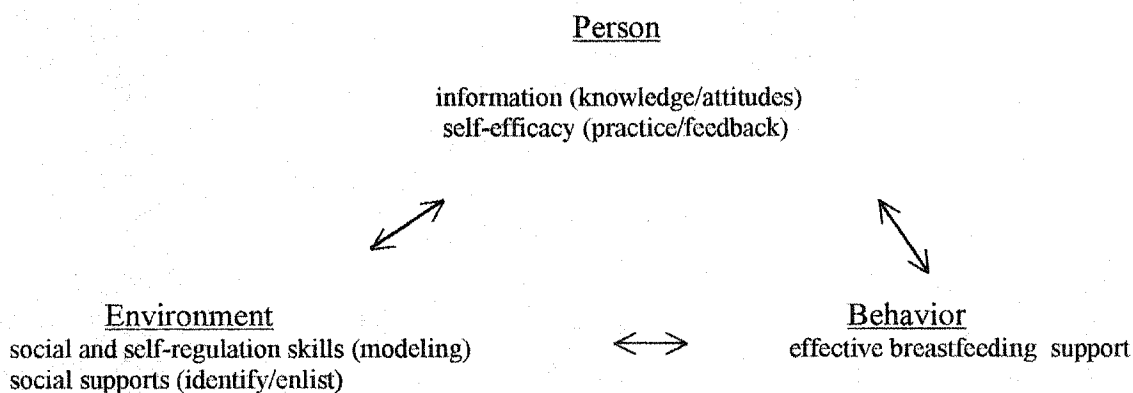 Person
information (knowledge/attitudes)
self-efficacy (practice/feedback)
Environment
social and self-regulation skills (modeling)
social supports (identify/enlist)
Behavior
effective breastfeeding support